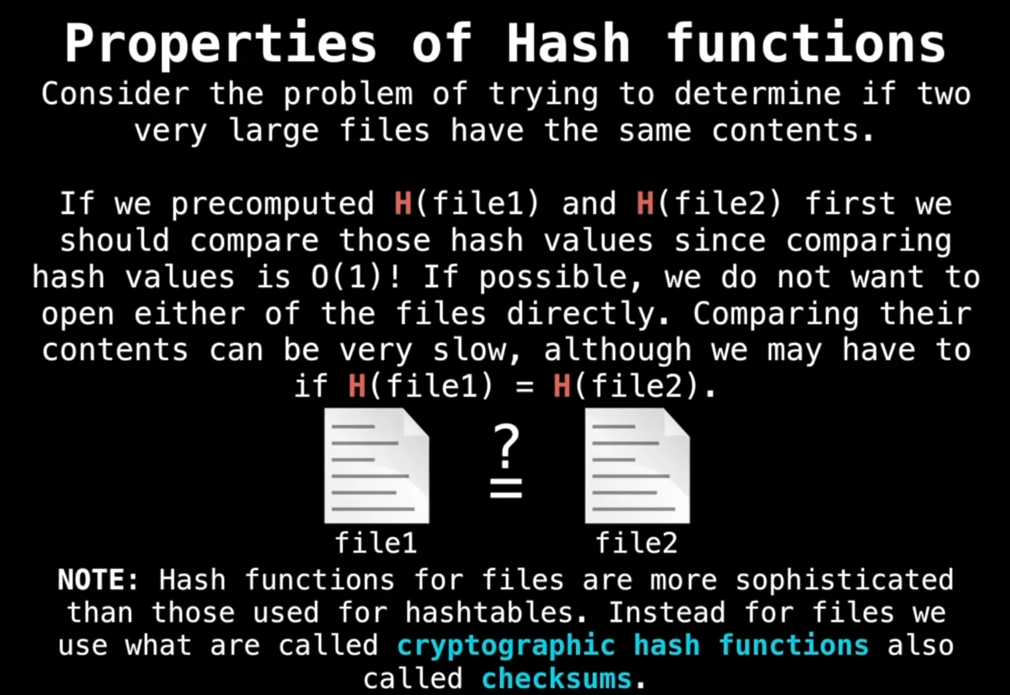 Properties of Hash functions
Consider the problem of trying to determine if two
very large files have the same contents.
If we precomputed H(file1) and H(file2) first we
should compare those hash values since comparing
hash values is O(1)! If possible, we do not want to
open either of the files directly. Comparing their
contents can be very slow, although we may have to
if H(file1) = H(file2).
?
=
file1
file2
NOTE: Hash functions for files are more sophisticated
than those used for hashtables. Instead for files we
use what are called cryptographic hash functions also
called checksums.